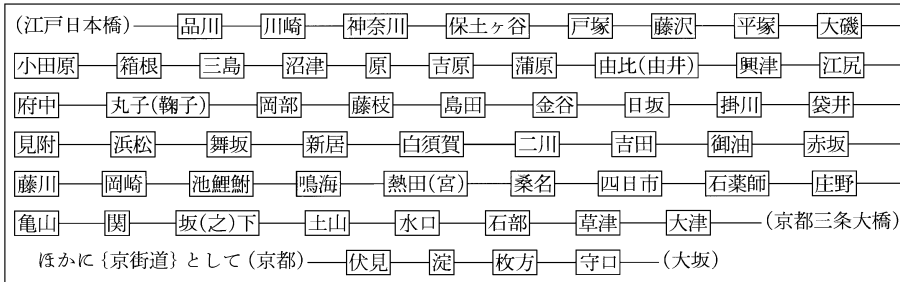 (江戸日本橋) 品川 川崎 神奈川 保土ヶ谷 戸塚 藤沢 平塚 大磯
小田原 箱根 三島 沼津 原 吉原 蒲原 由比(由井) 興津 江尻
府中 丸子(鞠子) 岡部 藤枝 島田 金谷 日坂 掛川 袋井
見附 浜松 舞坂 新居 白須賀 二川 吉田 御油 赤坂
藤川 岡崎 池鯉鮒 鳴海 熱田(宮) 桑名 四日市 石薬師 庄野
亀山 関 坂(之)下 土山 水口 石部 草津 大津 (京都三条大橋)
ほかに{京街道}として(京都) 伏見 淀 枚方 守口 (大坂)